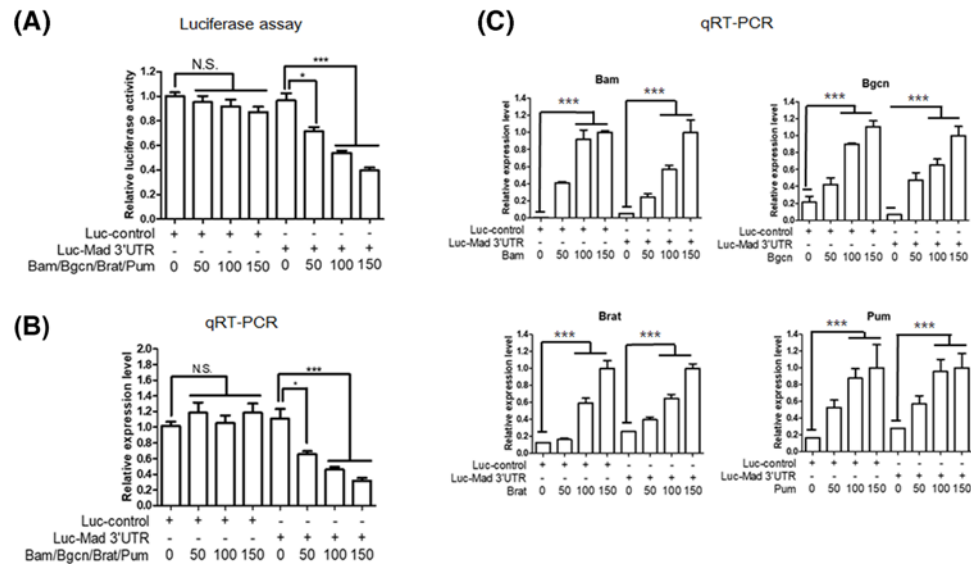 (A)
Luciferase assay
Relative luciferase activity
1.2
1.0
0.8
0.6
0.4
0.2
0.0
N.S.
*
***
Luc-control + + + + - - - -
Luc-Mad 3'UTR - - - - + + + +
Bam/Bgcn/Brat/Pum 0 50 100 150 0 50 100 150
(B)
qRT-PCR
Relative expression level
2.0
1.8
1.6
1.4
1.2
1.0
0.8
0.6
0.4
0.2
0.0
N.S.
*
***
Luc-control + + + + - - - -
Luc-Mad 3'UTR - - - - + + + +
Bam/Bgcn/Brat/Pum 0 50 100 150 0 50 100 150
(C)
qRT-PCR
Bam
Relative expression level
1.4
1.2
1.0
0.8
0.6
0.4
0.2
0
*** ***
Luc-control + + + + - - - -
Luc-Mad 3'UTR - - - - + + + +
Bam 0 50 100 150 0 50 100 150
Bgcn
Relative expression level
1.4
1.2
1.0
0.8
0.6
0.4
0.2
0
*** ***
Luc-control + + + + - - - -
Luc-Mad 3'UTR - - - - + + + +
Bgcn 0 50 100 150 0 50 100 150
Brat
Relative expression level
1.4
1.2
1.0
0.8
0.6
0.4
0.2
0
*** ***
Luc-control + + + + - - - -
Luc-Mad 3'UTR - - - - + + + +
Brat 0 50 100 150 0 50 100 150
Pum
Relative expression level
1.4
1.2
1.0
0.8
0.6
0.4
0.2
0
*** ***
Luc-control + + + + - - - -
Luc-Mad 3'UTR - - - - + + + +
Pum 0 50 100 150 0 50 100 150